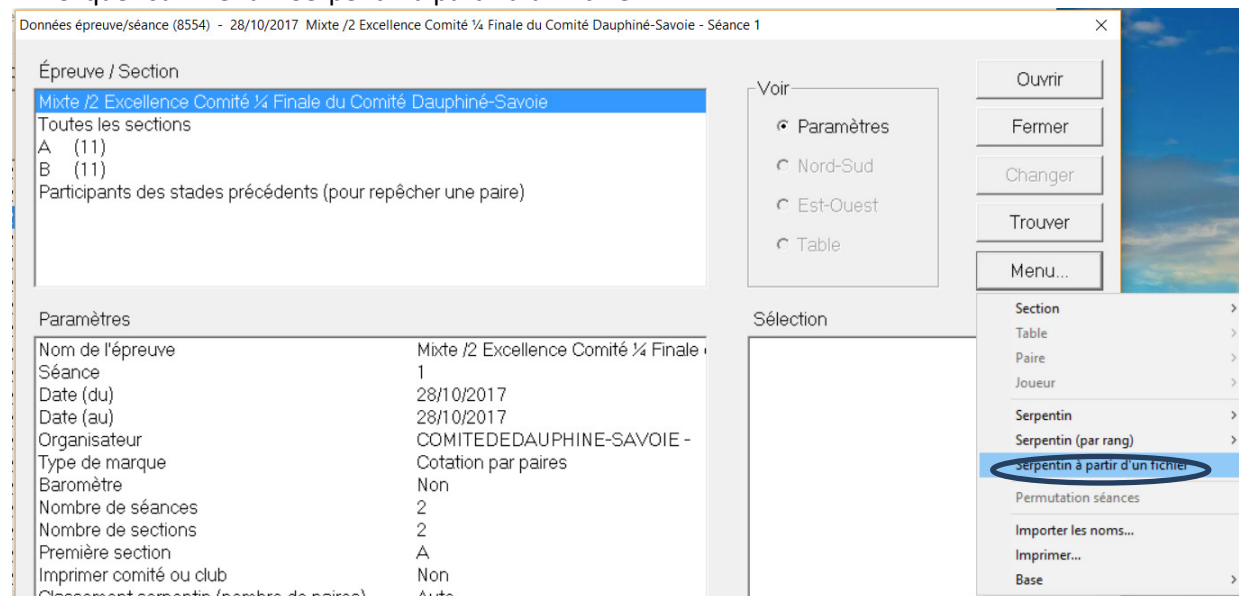 Données épreuve/séance (8554) - 28/10/2017 Mixte /2 Excellence Comité ¼ Finale du Comité Dauphiné-Savoie - Séance 1
Épreuve / Section
Mixte /2 Excellence Comité ¼ Finale du Comité Dauphiné-Savoie
Toutes les sections
A (11)
B (11)
Participants des stades précédents (pour repêcher une paire)
Voir
Paramètres
Nord-Sud
Est-Ouest
Table
Ouvrir
Fermer
Changer
Trouver
Menu...
Paramètres
Nom de l'épreuve Mixte /2 Excellence Comité ¼ Finale
Séance 1
Date (du) 28/10/2017
Date (au) 28/10/2017
Organisateur COMITEDEDAUPHINE-SAVOIE -
Type de marque Cotation par paires
Baromètre Non
Nombre de séances 2
Nombre de sections 2
Première section A
Imprimer comité ou club Non
Classement serpentin (nombre de paires) Auto
Sélection
Section
Table
Paire
Joueur
Serpentin
Serpentin (par rang)
Serpentin à partir d'un fichier
Permutation séances
Importer les noms...
Imprimer...
Base